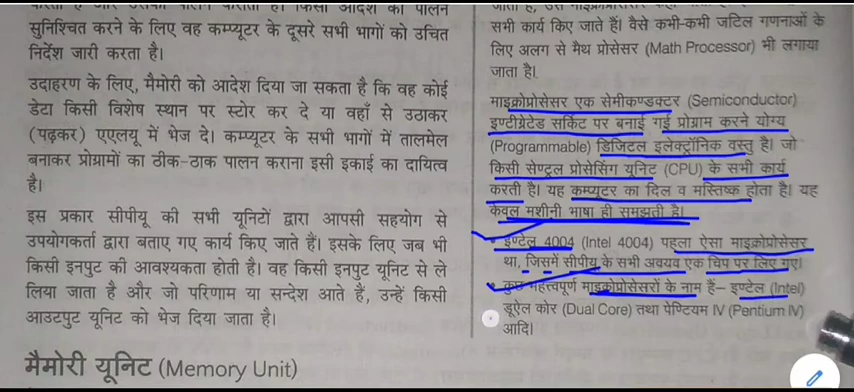 सुनिश्चित करने के लिए वह कम्प्यूटर के दूसरे सभी भागों को उचित
निर्देश जारी करता है।
उदाहरण के लिए, मैमोरी को आदेश दिया जा सकता है कि वह कोई
डेटा किसी विशेष स्थान पर स्टोर कर दे या वहाँ से उठाकर
(पढ़कर) एएलयू में भेज दे। कम्प्यूटर के सभी भागों में तालमेल
बनाकर प्रोग्रामों का ठीक-ठाक पालन कराना इसी इकाई का दायित्व
है।
इस प्रकार सीपीयू की सभी यूनिटों द्वारा आपसी सहयोग से
उपयोगकर्ता द्वारा बताए गए कार्य किए जाते हैं। इसके लिए जब भी
किसी इनपुट की आवश्यकता होती है। वह किसी इनपुट यूनिट से ले
लिया जाता है और जो परिणाम या सन्देश आते हैं, उन्हें किसी
आउटपुट यूनिट को भेज दिया जाता है।
मैमोरी यूनिट (Memory Unit)
सभी कार्य किए जाते हैं। वैसे कभी-कभी जटिल गणनाओं के
लिए अलग से मैथ प्रोसेसर (Math Processor) भी लगाया
जाता है।
माइक्रोप्रोसेसर एक सेमीकण्डक्टर (Semiconductor)
इण्टीग्रेटेड सर्किट पर बनाई गई प्रोग्राम करने योग्य
(Programmable) डिजिटल इलेक्ट्रॉनिक वस्तु है। जो
किसी सेण्ट्रल प्रोसेसिंग यूनिट (CPU) के सभी कार्य
करती है। यह कम्प्यूटर का दिल व मस्तिष्क होता है। यह
केवल मशीनी भाषा ही समझती है।
इण्टेल 4004 (Intel 4004) पहला ऐसा माइक्रोप्रोसेसर
था, जिसमें सीपीयू के सभी अवयव एक चिप पर लिए गए।
कुछ महत्त्वपूर्ण माइक्रोप्रोसेसरों के नाम हैं– इण्टेल (Intel)
डूऐल कोर (Dual Core) तथा पेण्टियम IV (Pentium IV)
आदि।